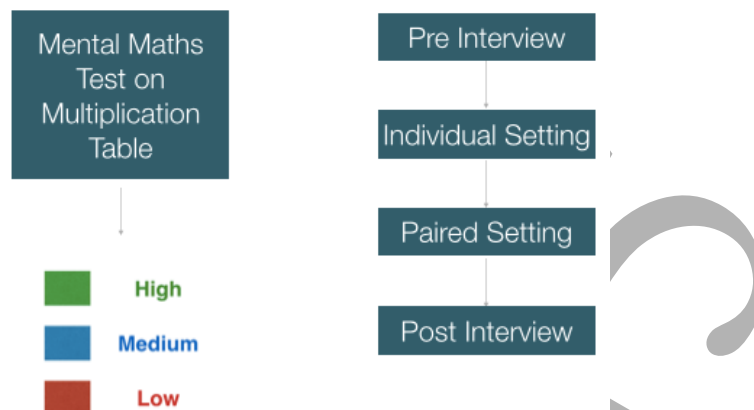 Mental Maths
Test on
Multiplication
Table
High
Medium
Low
Pre Interview
Individual Setting
Paired Setting
Post Interview